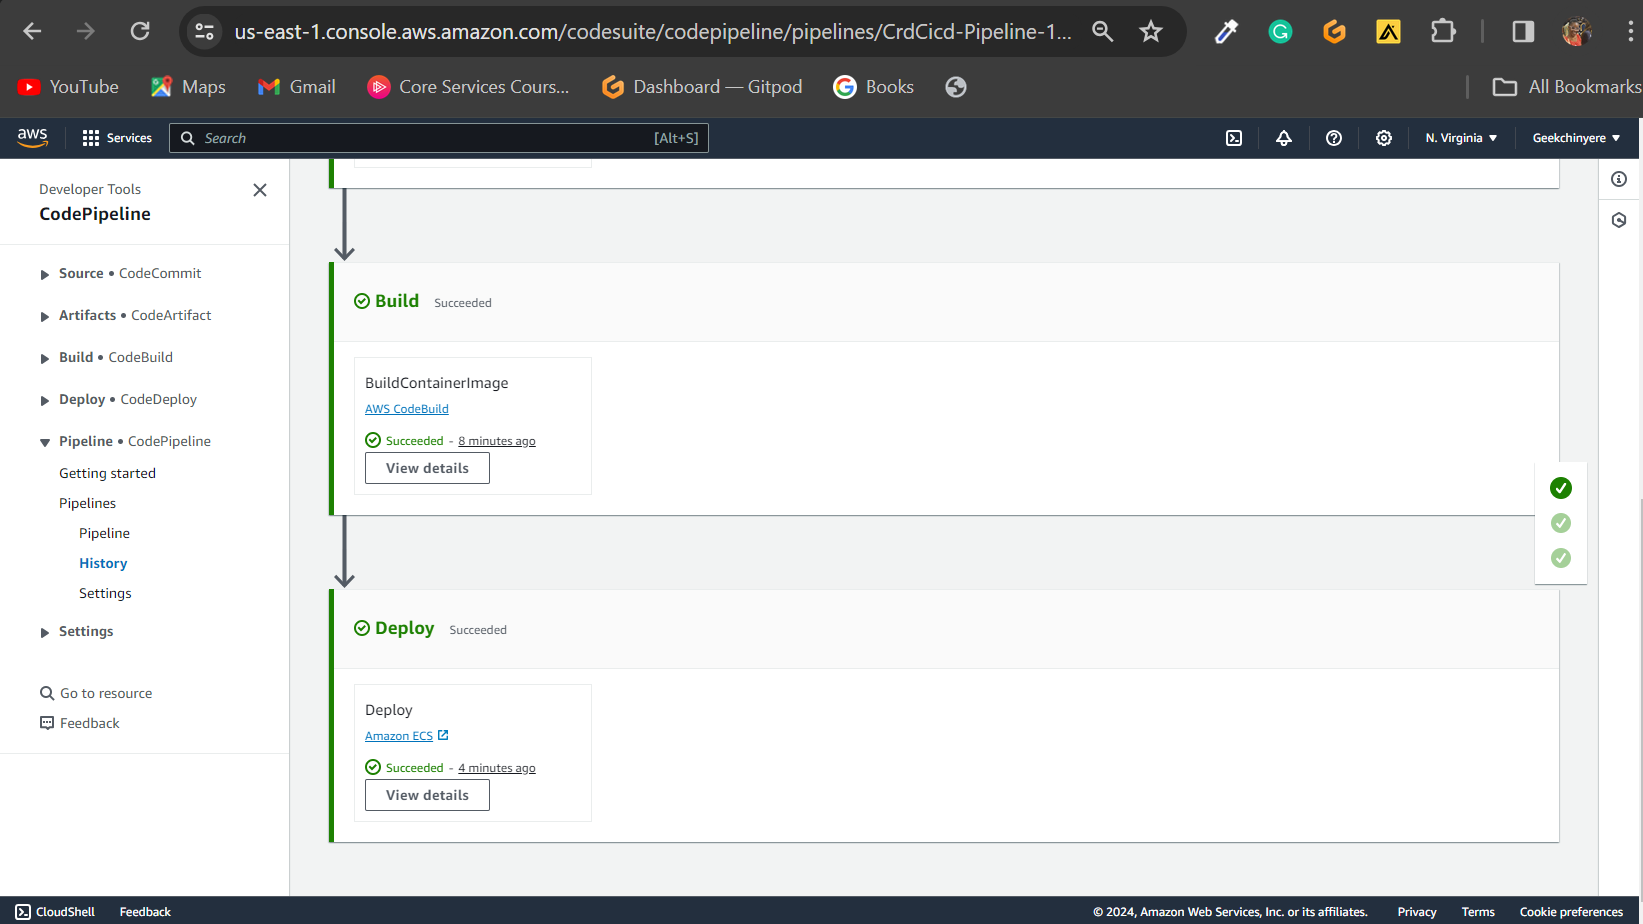 us-east-1.console.aws.amazon.com/codesuite/codepipeline/pipelines/CrdCicd-Pipeline-1...
YouTube Maps Gmail Core Services Cours... Dashboard — Gitpod Books All Bookmarks
aws Services Search [Alt+S] N. Virginia Geekchinyere
Developer Tools
CodePipeline
Source • CodeCommit
Artifacts • CodeArtifact
Build • CodeBuild
Deploy • CodeDeploy
Pipeline • CodePipeline
Getting started
Pipelines
Pipeline
History
Settings
Settings
Go to resource
Feedback
Build Succeeded
BuildContainerImage
AWS CodeBuild
Succeeded - 8 minutes ago
View details
Deploy Succeeded
Deploy
Amazon ECS
Succeeded - 4 minutes ago
View details
CloudShell Feedback © 2024, Amazon Web Services, Inc. or its affiliates. Privacy Terms Cookie preferences